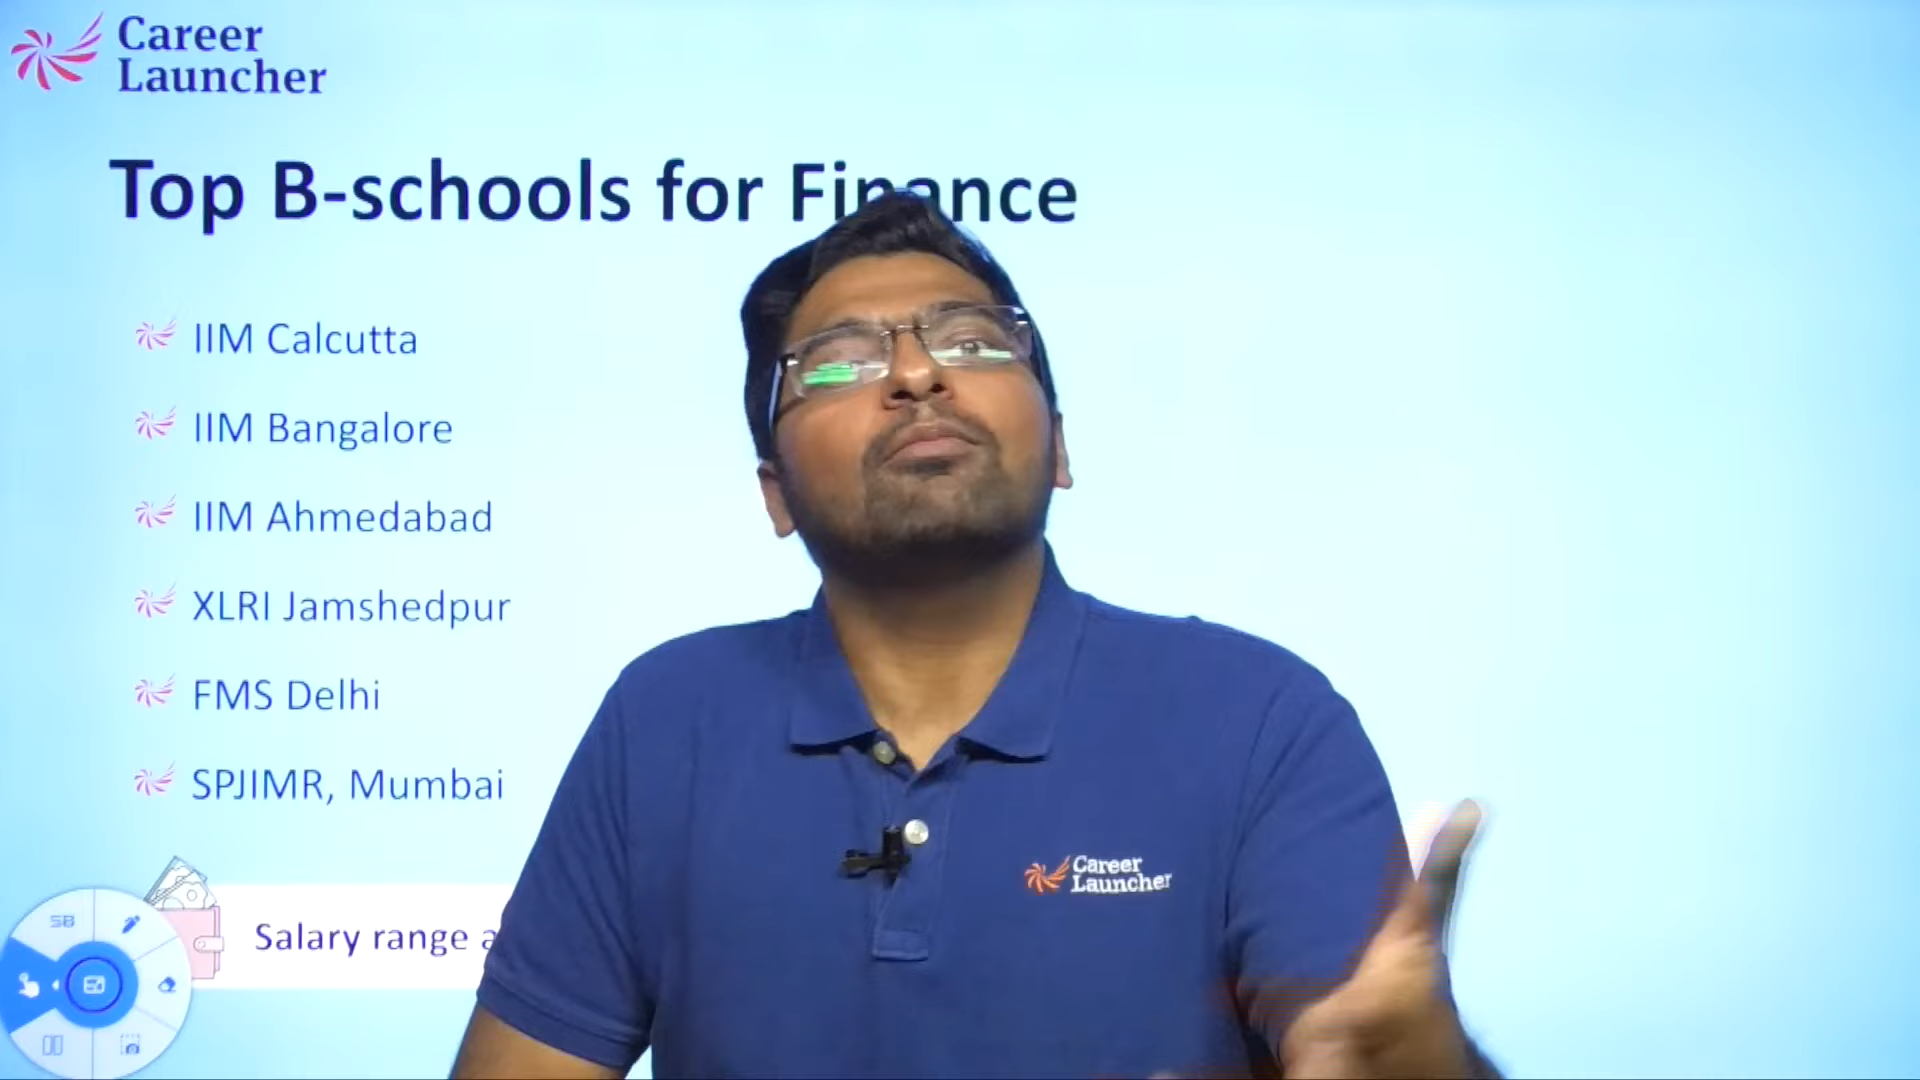 Career
Launcher
Top B-schools for Finance
IIM Calcutta
IIM Bangalore
IIM Ahmedabad
XLRI Jamshedpur
FMS Delhi
SPJIMR, Mumbai
SB
Salary range
Career
Launcher